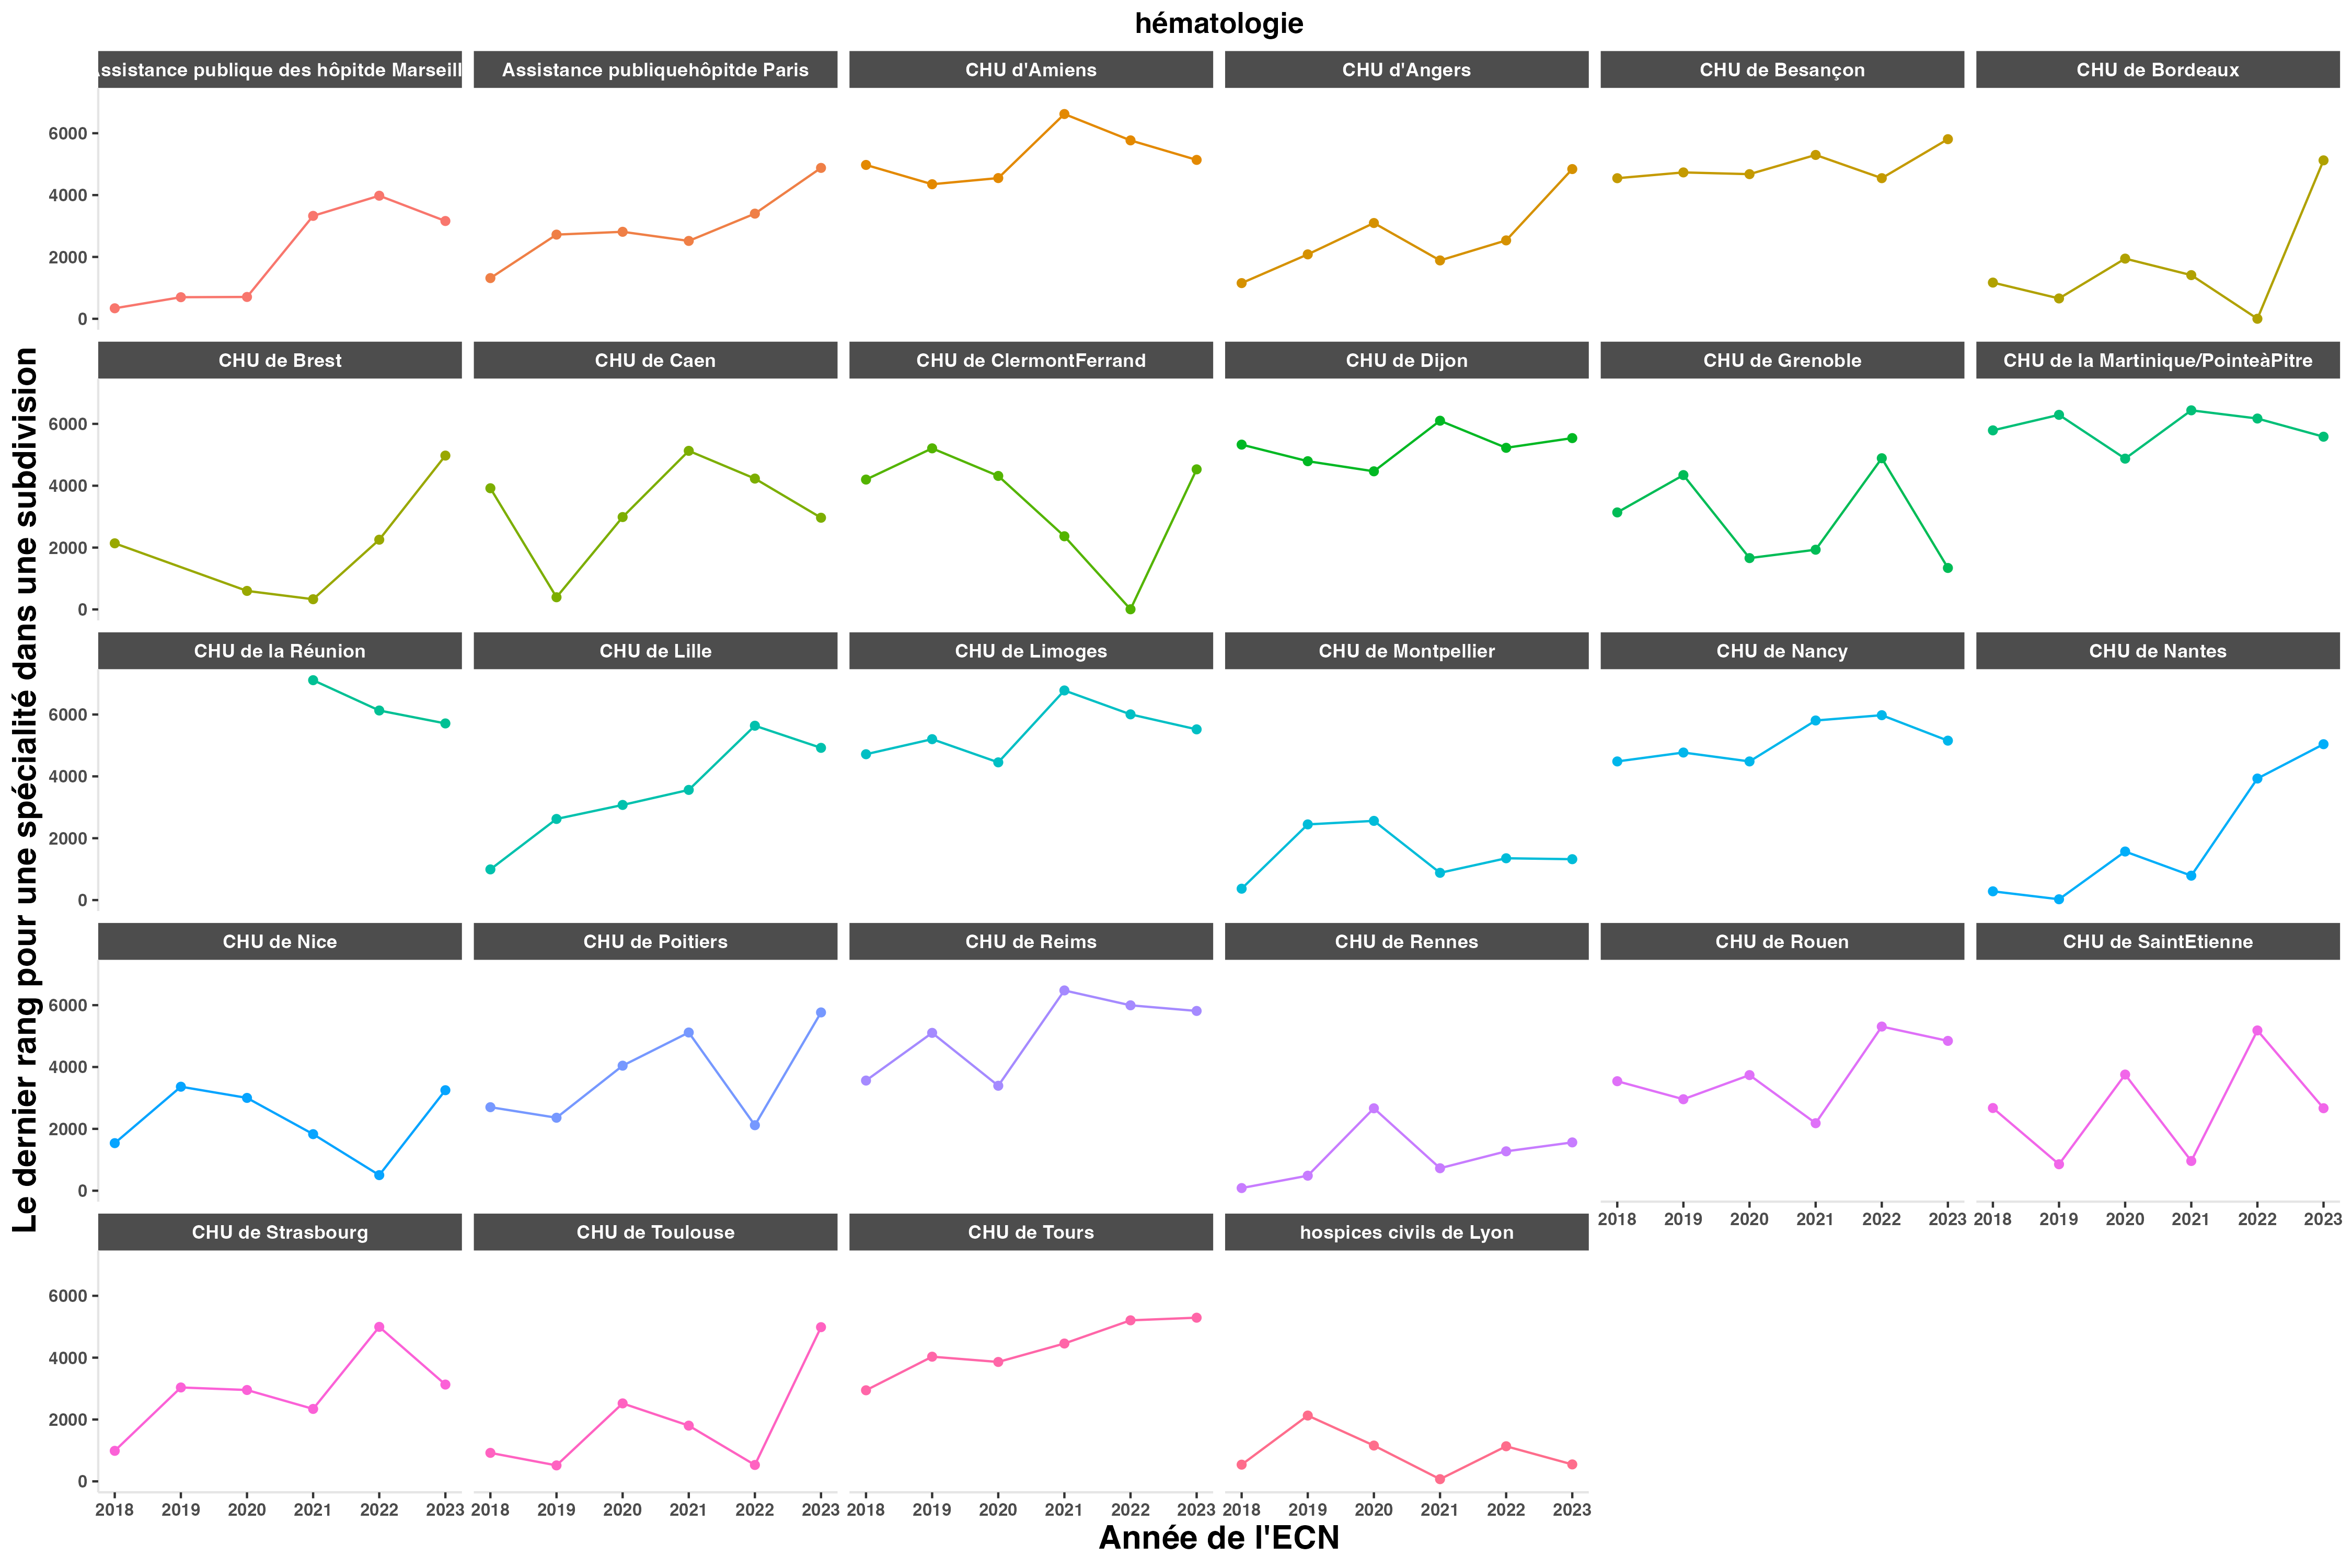 hématologie
ssistance publique des hôpitde Marseill
Assistance publiquehôpitde Paris
CHU d'Amiens
CHU d'Angers
CHU de Besançon
CHU de Bordeaux
6000
4000
2000
0
CHU de Brest
CHU de Caen
CHU de ClermontFerrand
CHU de Dijon
CHU de Grenoble
CHU de la Martinique/PointeàPitre
6000
4000
2000
0
CHU de la Réunion
CHU de Lille
CHU de Limoges
CHU de Montpellier
CHU de Nancy
CHU de Nantes
6000
4000
2000
0
CHU de Nice
CHU de Poitiers
CHU de Reims
CHU de Rennes
CHU de Rouen
CHU de SaintEtienne
6000
4000
2000
0
2018 2019 2020 2021 2022 2023
2018 2019 2020 2021 2022 2023
CHU de Strasbourg
CHU de Toulouse
CHU de Tours
hospices civils de Lyon
6000
4000
2000
0
2018 2019 2020 2021 2022 2023
2018 2019 2020 2021 2022 2023
2018 2019 2020 2021 2022 2023
2018 2019 2020 2021 2022 2023
Année de l'ECN
Le dernier rang pour une spécialité dans une subdivision